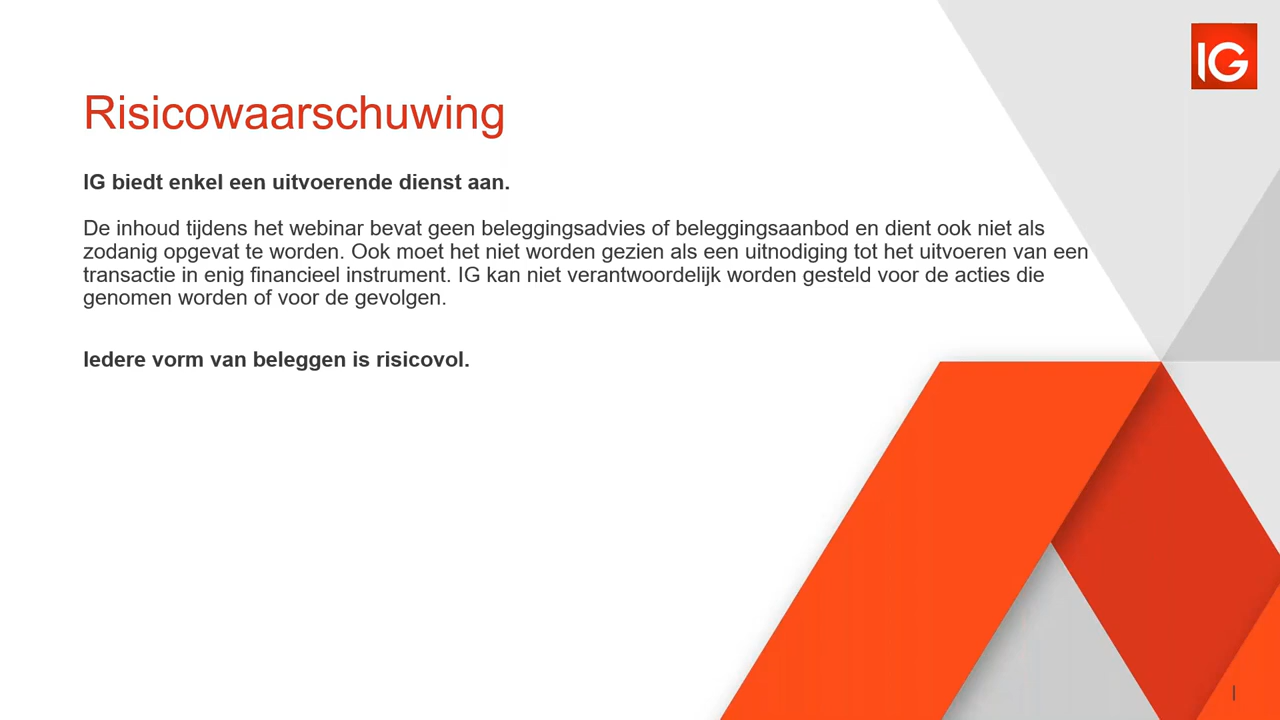 IG
Risicowaarschuwing
IG biedt enkel een uitvoerende dienst aan.
De inhoud tijdens het webinar bevat geen beleggingsadvies of beleggingsaanbod en dient ook niet als
zodanig opgevat te worden. Ook moet het niet worden gezien als een uitnodiging tot het uitvoeren van een
transactie in enig financieel instrument. IG kan niet verantwoordelijk worden gesteld voor de acties die
genomen worden of voor de gevolgen.
Iedere vorm van beleggen is risicovol.